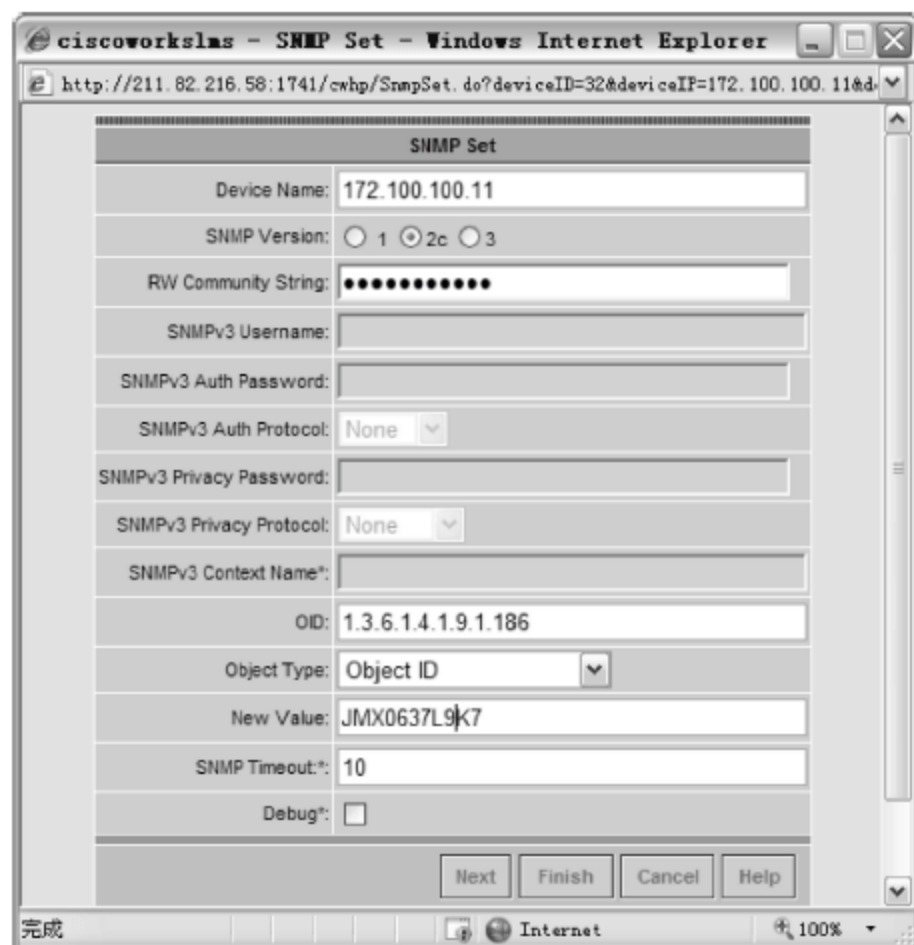 ciscoworkslms - SNMP Set - Windows Internet Explorer
http://211.82.216.58:1741/cwhp/SnmpSet.do?deviceID=32&deviceIP=172.100.100.11&d
SNMP Set
Device Name: 172.100.100.11
SNMP Version: 1 2c 3
RW Community String: ●●●●●●●●●●●
SNMPv3 Username:
SNMPv3 Auth Password:
SNMPv3 Auth Protocol: None
SNMPv3 Privacy Password:
SNMPv3 Privacy Protocol: None
SNMPv3 Context Name*:
OID: 1.3.6.1.4.1.9.1.186
Object Type: Object ID
New Value: JMX0637L9K7
SNMP Timeout:*: 10
Debug*:
Next Finish Cancel Help
完成 Internet 100%